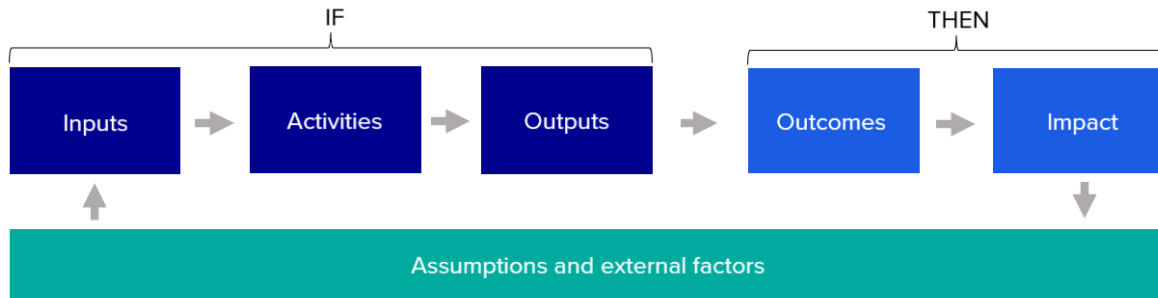 IF
THEN
Inputs
Activities
Outputs
Outcomes
Impact
Assumptions and external factors